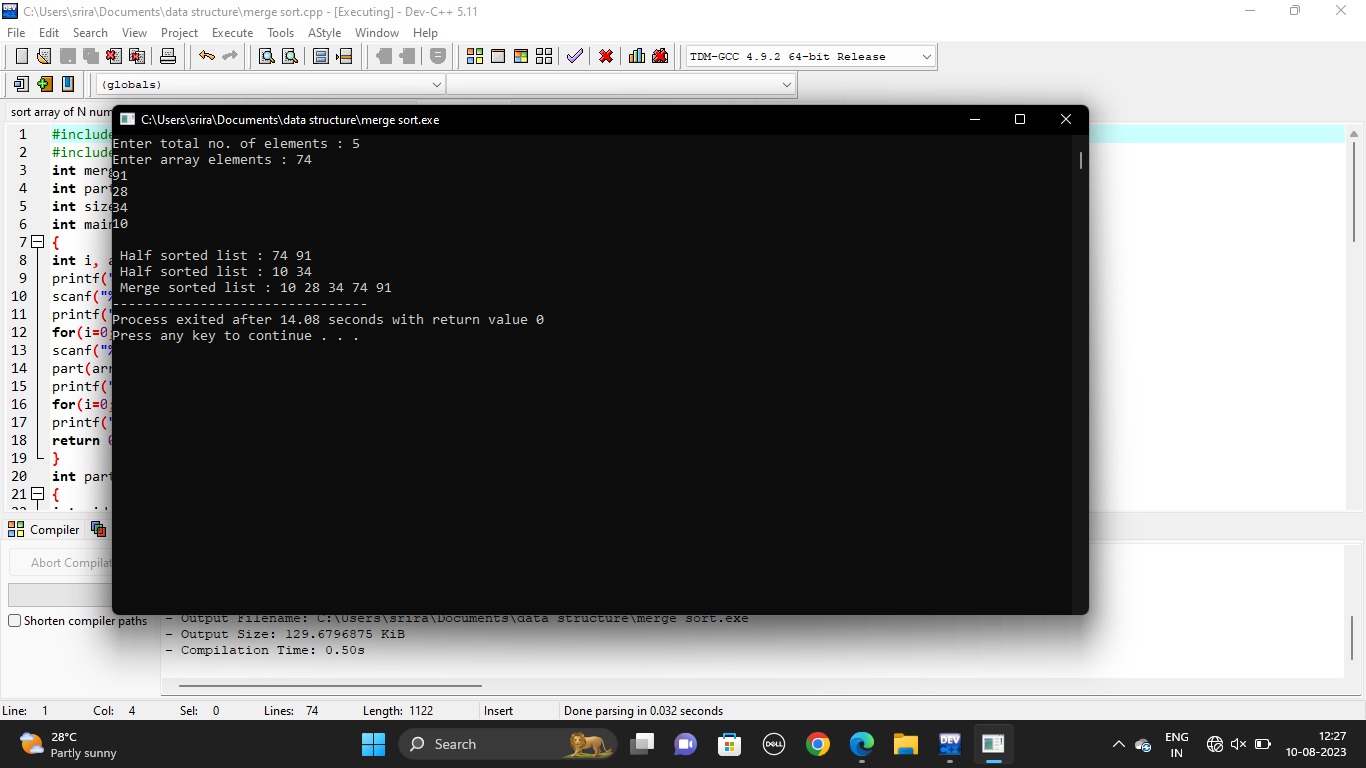 C:\Users\srira\Documents\data structure\merge sort.cpp - [Executing] - Dev-C++ 5.11
File Edit Search View Project Execute Tools AStyle Window Help
TDM-GCC 4.9.2 64-bit Release
(globals)
sort array of N num
C:\Users\srira\Documents\data structure\merge sort.exe
Enter total no. of elements : 5
Enter array elements : 74
91
28
34
10
Half sorted list : 74 91
Half sorted list : 10 34
Merge sorted list : 10 28 34 74 91
--------------------------------
Process exited after 14.08 seconds with return value 0
Press any key to continue . . .
1 #include
2 #include
3 int mer
4 int par
5 int siz
6 int mai
7 {
8 int i,
9 printf("
10 scanf("%
11 printf("
12 for(i=0
13 scanf("%
14 part(ar
15 printf("
16 for(i=0
17 printf("
18 return
19 }
20 int par
21 {
Compiler
Abort Compilat
Shorten compiler paths
- Output Filename: C:\Users\srira\Documents\data structure\merge sort.exe
- Output Size: 129.6796875 KiB
- Compilation Time: 0.50s
Line: 1 Col: 4 Sel: 0 Lines: 74 Length: 1122 Insert Done parsing in 0.032 seconds
28°C
Partly sunny
Search
DELL
DEV
ENG
IN
12:27
10-08-2023